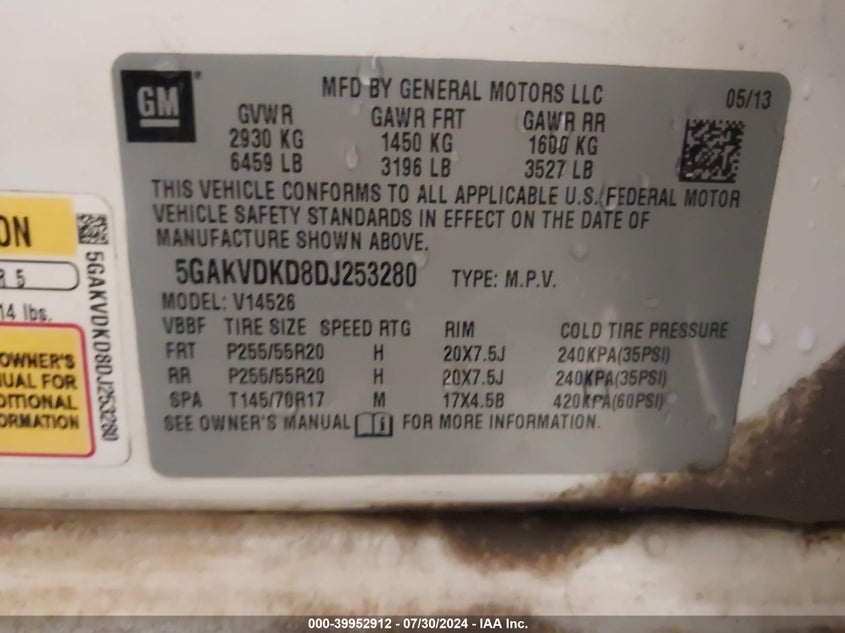 GM
MFD BY GENERAL MOTORS LLC
05/13
GVWR GAWR FRT GAWR RR
2930 KG 1450 KG 1600 KG
6459 LB 3196 LB 3527 LB
THIS VEHICLE CONFORMS TO ALL APPLICABLE U.S. FEDERAL MOTOR
VEHICLE SAFETY STANDARDS IN EFFECT ON THE DATE OF
MANUFACTURE SHOWN ABOVE.
5GAKVDKD8DJ253280 TYPE: M.P.V.
MODEL: V14526
VBBF TIRE SIZE SPEED RTG RIM COLD TIRE PRESSURE
FRT P255/55R20 H 20X7.5J 240KPA(35PSI)
RR P255/55R20 H 20X7.5J 240KPA(35PSI)
SPA T145/70R17 M 17X4.5B 420KPA(60PSI)
SEE OWNER'S MANUAL FOR MORE INFORMATION.
ON
R 5
14 lbs.
OWNER'S
UAL FOR
DITIONAL
ORMATION
5GAKVDKD8DJ253280
000-39952912 / 07/30/2024 - IAA Inc.